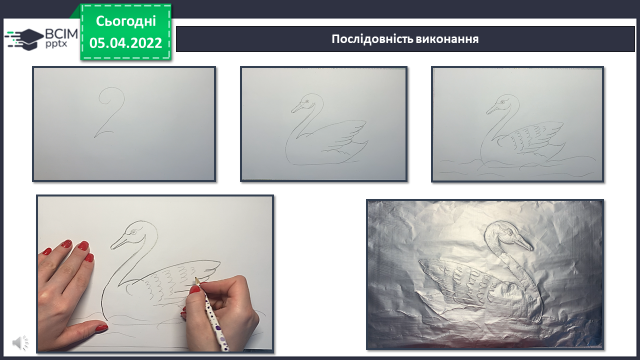 ВСІМ
pptx
Сьогодні
05.04.2022
Послідовність виконання